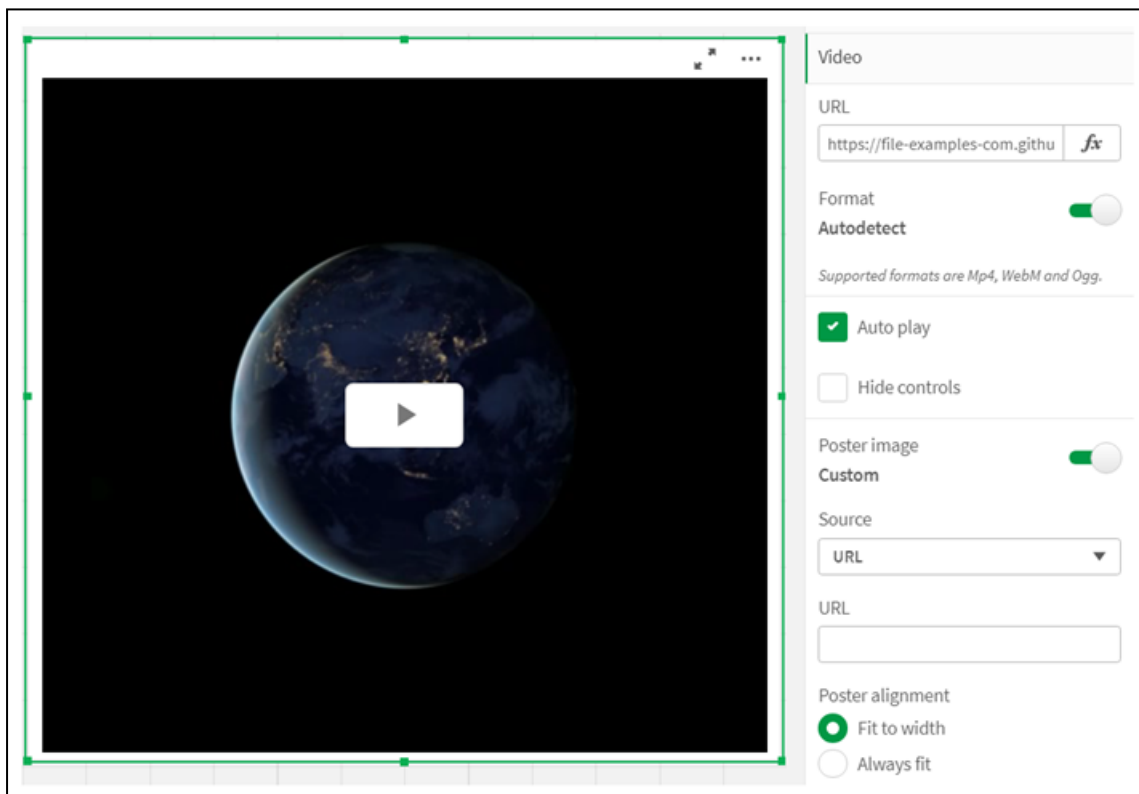 Video
URL
https://file-examples-com.githu
fx
Format
Autodetect
Supported formats are Mp4, WebM and Ogg.
Auto play
Hide controls
Poster image
Custom
Source
URL
URL
Poster alignment
Fit to width
Always fit